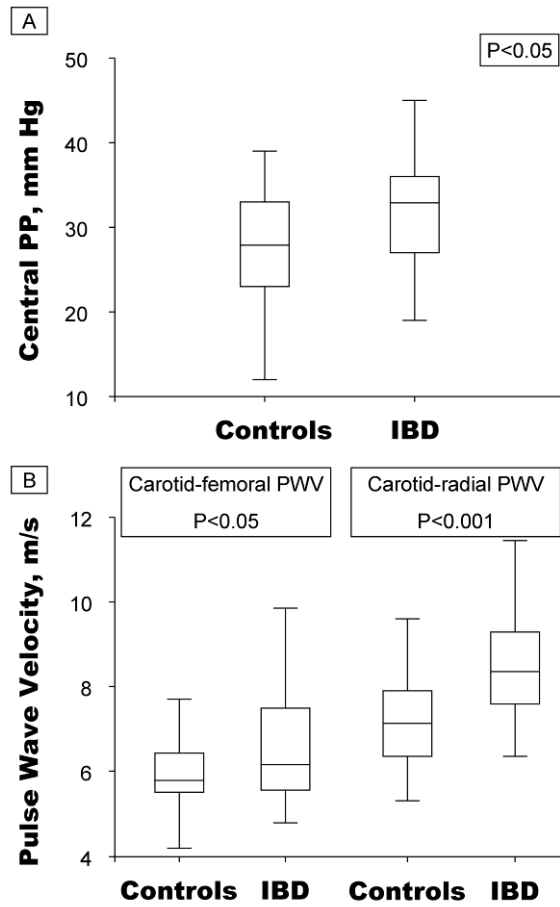 A
P<0.05
Central PP, mm Hg
50
40
30
20
10
Controls IBD
B
Carotid-femoral PWV
P<0.05
Carotid-radial PWV
P<0.001
Pulse Wave Velocity, m/s
12
10
8
6
4
Controls IBD Controls IBD